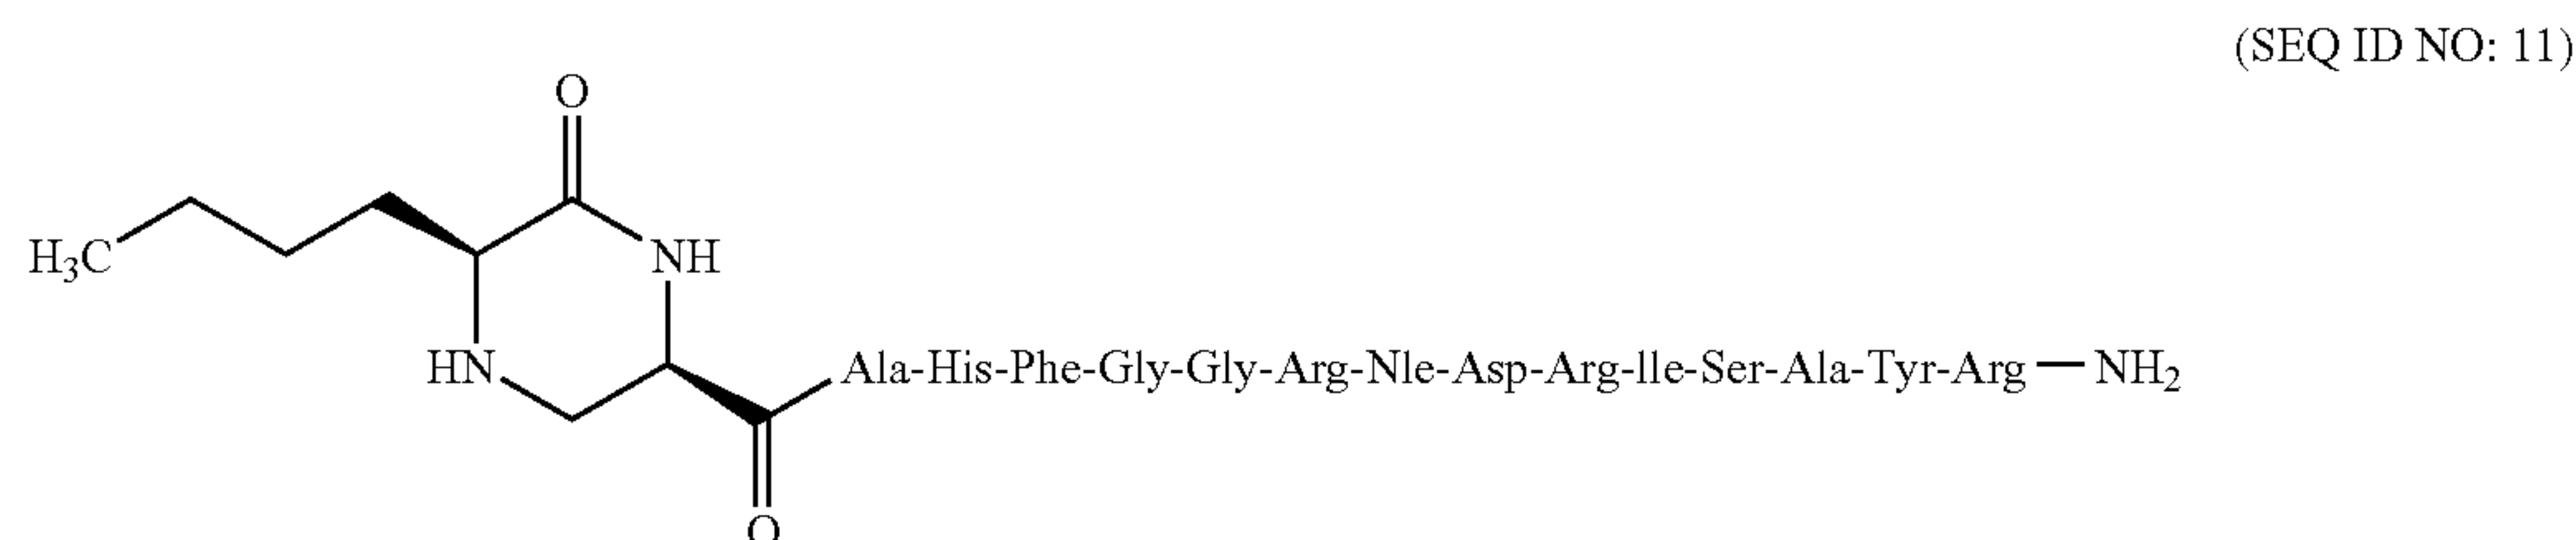 (SEQ ID NO: 11)
O
H₃C
NH
HN
Ala-His-Phe-Gly-Gly-Arg-Nle-Asp-Arg-lle-Ser-Ala-Tyr-Arg — NH₂
O